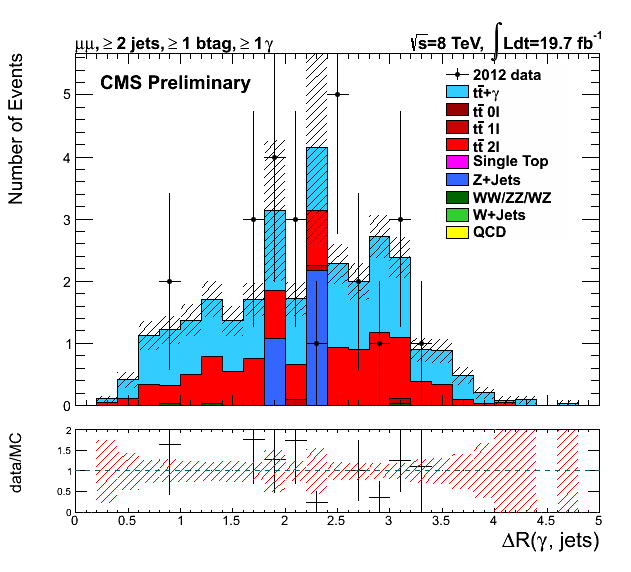 μμ, ≥ 2 jets, ≥ 1 btag, ≥ 1 γ
√s=8 TeV, ∫ Ldt=19.7 fb⁻¹
CMS Preliminary
2012 data
tt̄+γ
tt̄ 0l
tt̄ 1l
tt̄ 2l
Single Top
Z+Jets
WW/ZZ/WZ
W+Jets
QCD
Number of Events
5
4
3
2
1
0
data/MC
2
1.5
1
0.5
0
0 0.5 1 1.5 2 2.5 3 3.5 4 4.5 5
ΔR(γ, jets)